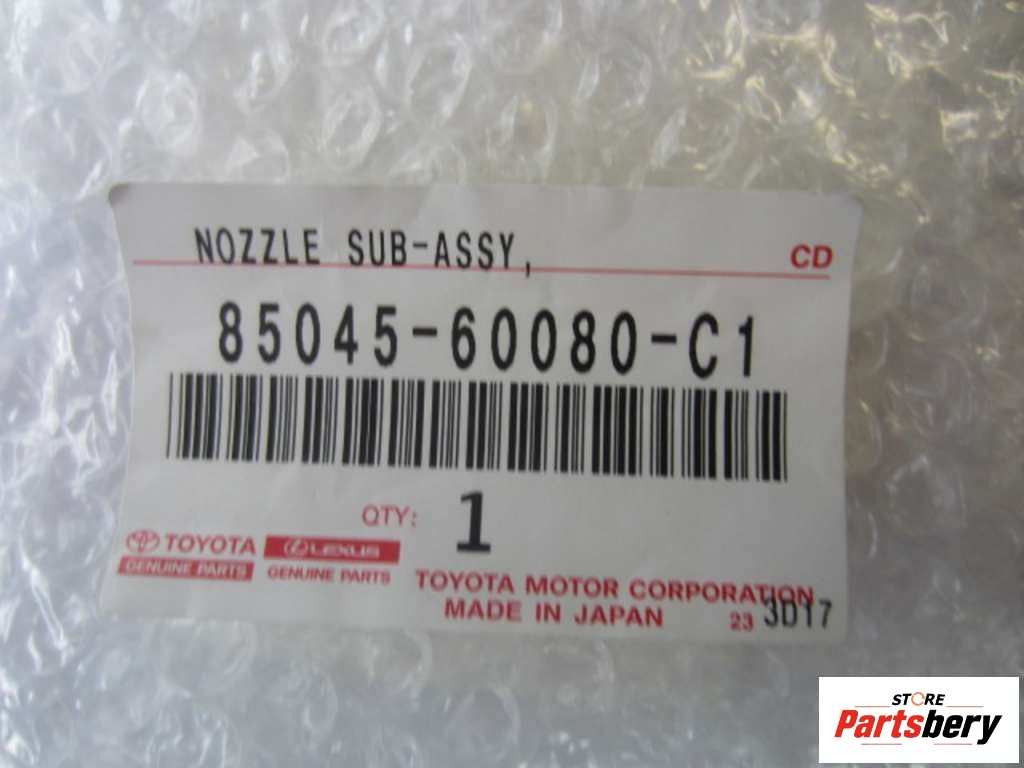 NOZZLE SUB-ASSY,
CD
85045-60080-C1
QTY: 1
TOYOTA
GENUINE PARTS
LEXUS
GENUINE PARTS
TOYOTA MOTOR CORPORATION
MADE IN JAPAN
23 3D17
STORE
Partsbery